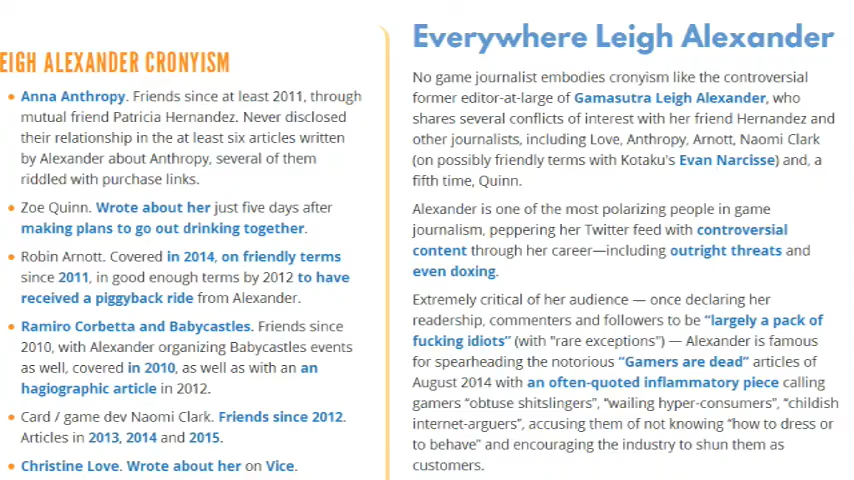 EIGH ALEXANDER CRONYISM
• Anna Anthropy. Friends since at least 2011, through
mutual friend Patricia Hernandez. Never disclosed
their relationship in the at least six articles written
by Alexander about Anthropy, several of them
riddled with purchase links.
• Zoe Quinn. Wrote about her just five days after
making plans to go out drinking together.
• Robin Arnott. Covered in 2014, on friendly terms
since 2011, in good enough terms by 2012 to have
received a piggyback ride from Alexander.
• Ramiro Corbetta and Babycastles. Friends since
2010, with Alexander organizing Babycastles events
as well, covered in 2010, as well as with an an
hagiographic article in 2012.
• Card / game dev Naomi Clark. Friends since 2012.
Articles in 2013, 2014 and 2015.
• Christine Love. Wrote about her on Vice.
Everywhere Leigh Alexander
No game journalist embodies cronyism like the controversial
former editor-at-large of Gamasutra Leigh Alexander, who
shares several conflicts of interest with her friend Hernandez and
other journalists, including Love, Anthropy, Arnott, Naomi Clark
(on possibly friendly terms with Kotaku's Evan Narcisse) and, a
fifth time, Quinn.
Alexander is one of the most polarizing people in game
journalism, peppering her Twitter feed with controversial
content through her career—including outright threats and
even doxing.
Extremely critical of her audience — once declaring her
readership, commenters and followers to be “largely a pack of
fucking idiots” (with "rare exceptions") — Alexander is famous
for spearheading the notorious “Gamers are dead” articles of
August 2014 with an often-quoted inflammatory piece calling
gamers “obtuse shitslingers”, “wailing hyper-consumers”, “childish
internet-arguers”, accusing them of not knowing “how to dress or
to behave” and encouraging the industry to shun them as
customers.